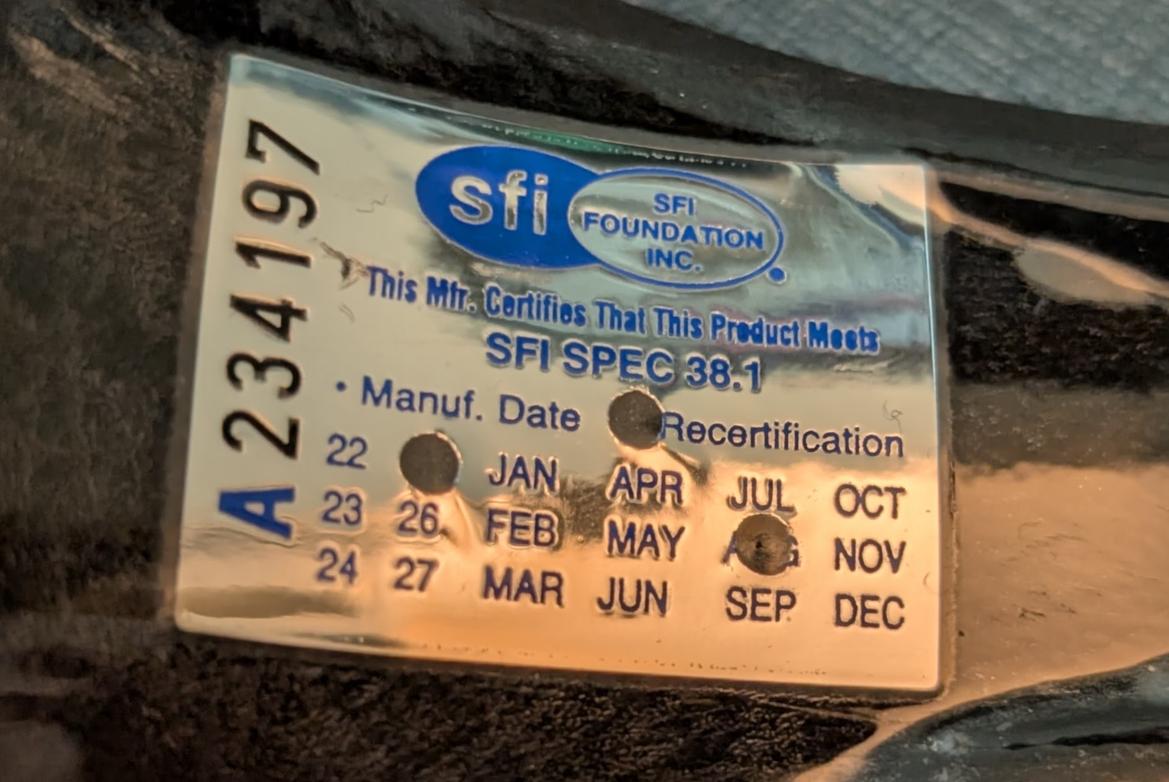 sfi
SFI
FOUNDATION
INC.
This Mfr. Certifies That This Product Meets
SFI SPEC 38.1
• Manuf. Date Recertification
22 JAN APR JUL OCT
23 26 FEB MAY NOV
24 27 MAR JUN SEP DEC
A 234197